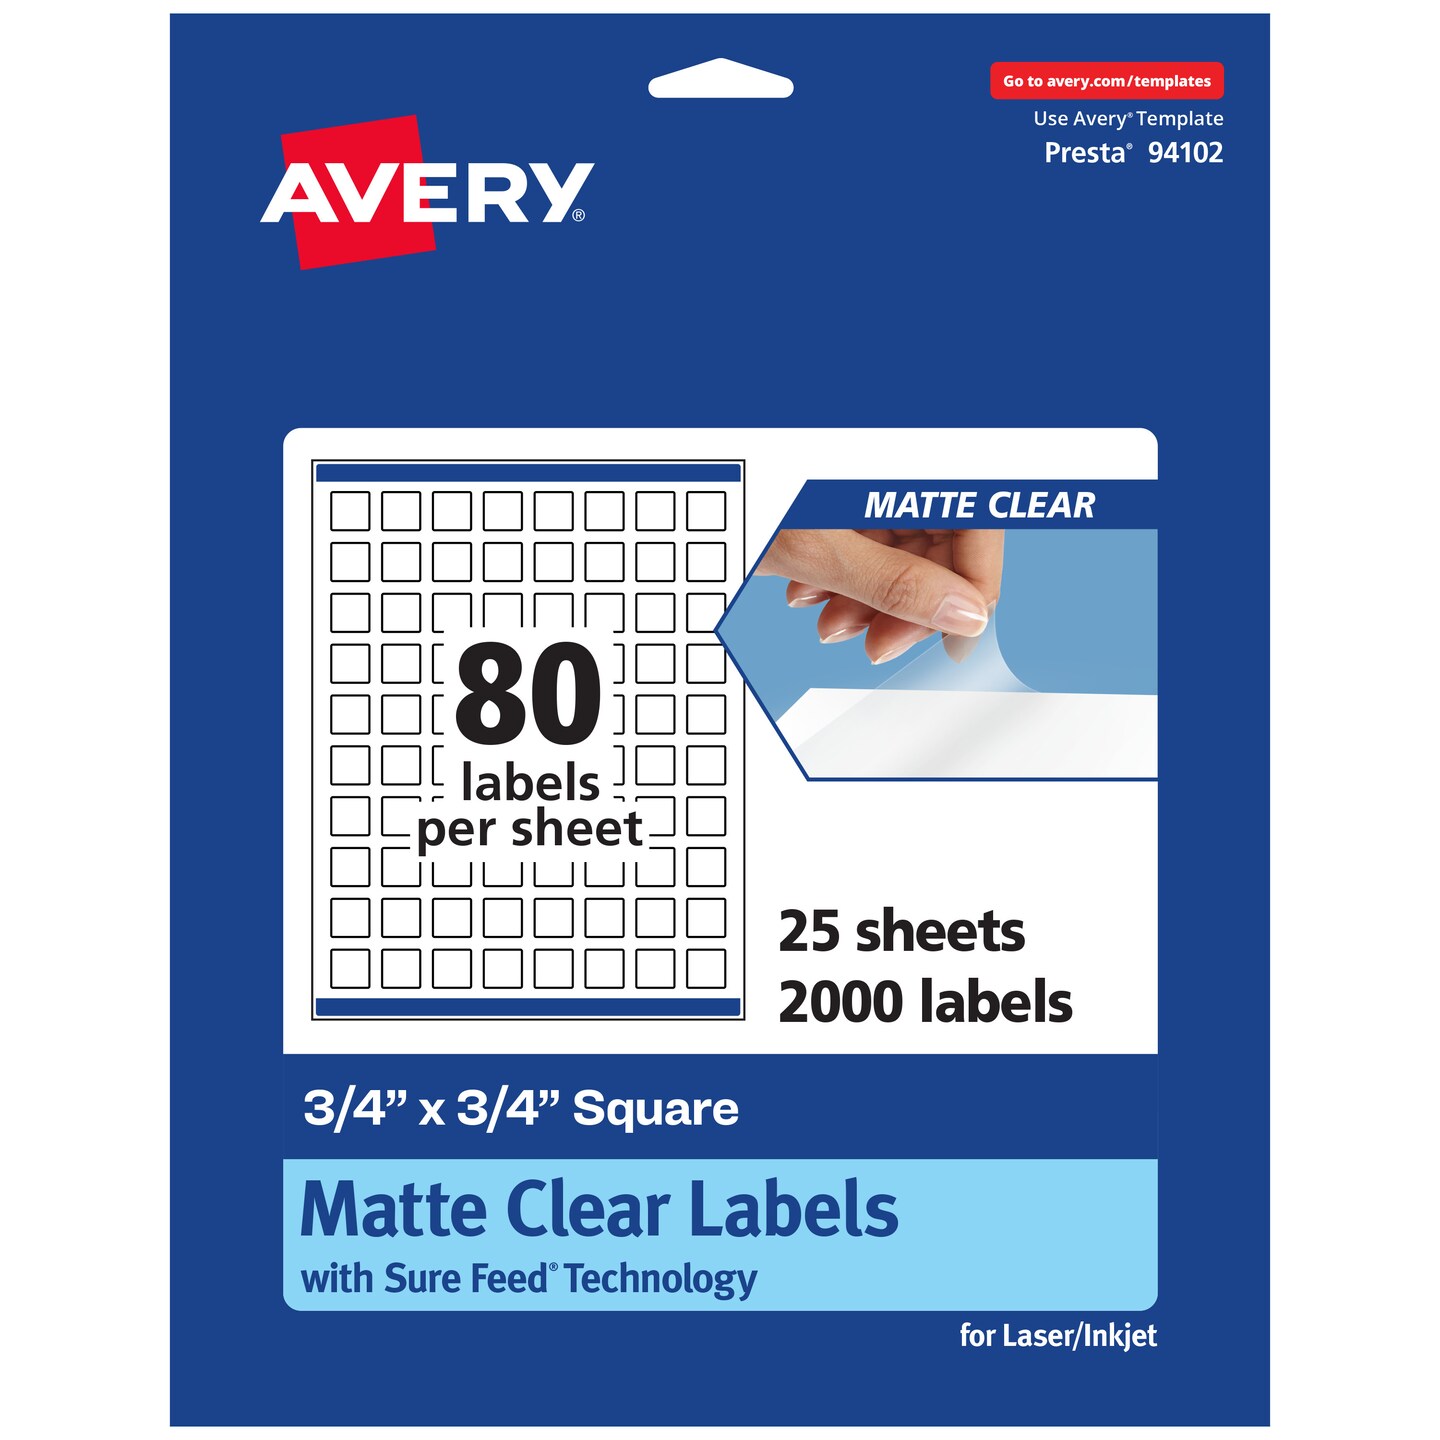 Go to avery.com/templates
Use Avery® Template
Presta® 94102
AVERY®
MATTE CLEAR
80
labels
per sheet
25 sheets
2000 labels
3/4” x 3/4” Square
Matte Clear Labels
with Sure Feed® Technology
for Laser/Inkjet